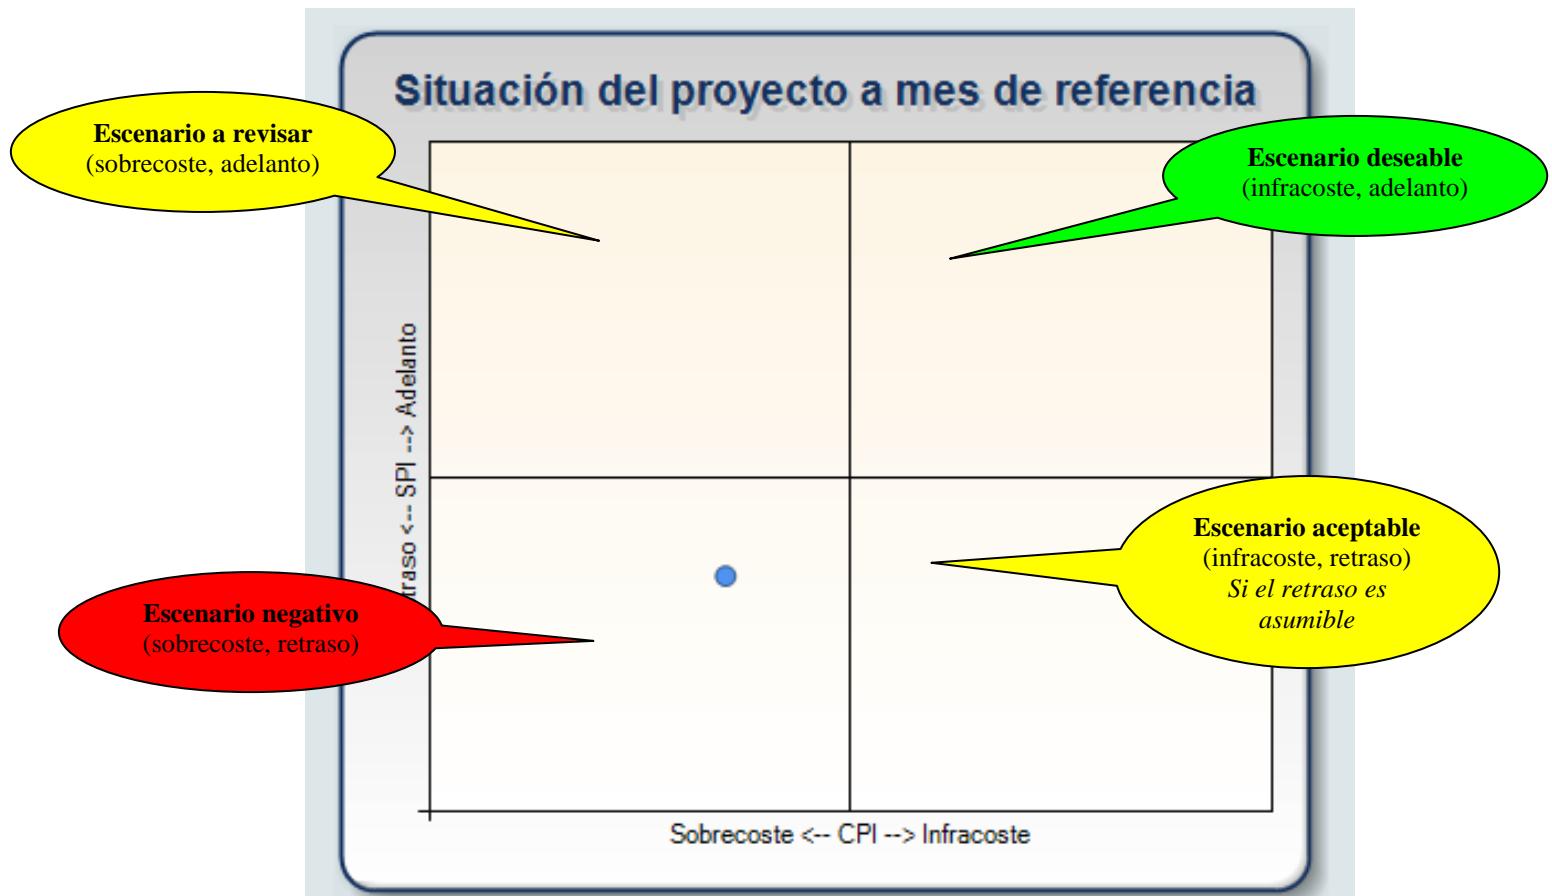 Situación del proyecto a mes de referencia
Escenario a revisar
(sobrecoste, adelanto)
Escenario deseable
(infracoste, adelanto)
traso <-- SPI --> Adelanto
Escenario aceptable
(infracoste, retraso)
Si el retraso es
asumible
Escenario negativo
(sobrecoste, retraso)
Sobrecoste <-- CPI --> Infracoste